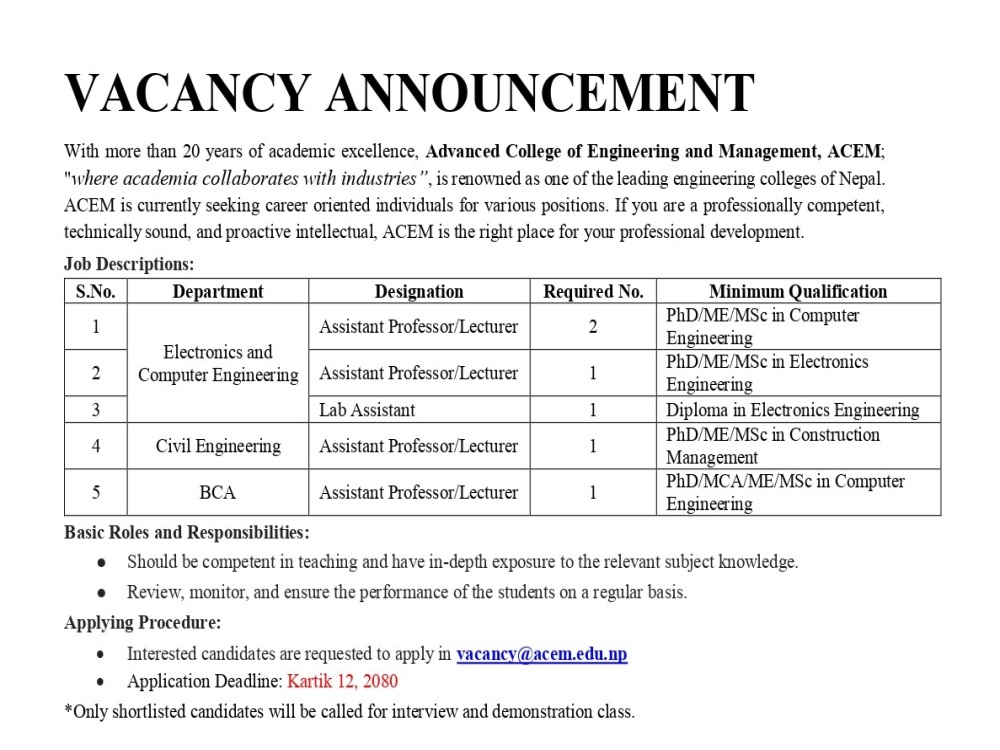 VACANCY ANNOUNCEMENT
With more than 20 years of academic excellence, Advanced College of Engineering and Management, ACEM;
"where academia collaborates with industries”, is renowned as one of the leading engineering colleges of Nepal.
ACEM is currently seeking career oriented individuals for various positions. If you are a professionally competent,
technically sound, and proactive intellectual, ACEM is the right place for your professional development.
Job Descriptions:
S.No. Department Designation Required No. Minimum Qualification
1 Electronics and Computer Engineering Assistant Professor/Lecturer 2 PhD/ME/MSc in Computer Engineering
2 Assistant Professor/Lecturer 1 PhD/ME/MSc in Electronics Engineering
3 Lab Assistant 1 Diploma in Electronics Engineering
4 Civil Engineering Assistant Professor/Lecturer 1 PhD/ME/MSc in Construction Management
5 BCA Assistant Professor/Lecturer 1 PhD/MCA/ME/MSc in Computer Engineering
Basic Roles and Responsibilities:
● Should be competent in teaching and have in-depth exposure to the relevant subject knowledge.
● Review, monitor, and ensure the performance of the students on a regular basis.
Applying Procedure:
● Interested candidates are requested to apply in vacancy@acem.edu.np
● Application Deadline: Kartik 12, 2080
*Only shortlisted candidates will be called for interview and demonstration class.